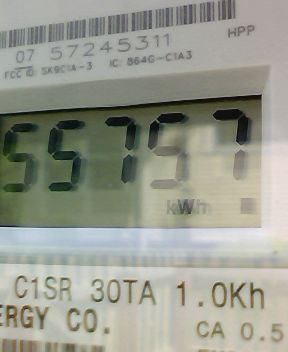 07 57245311
HPP
FCC ID: SK9C1A-3 IC: 864G-C1A3
55757
kWh
C1SR 30TA 1.0Kh
ERGY CO.
CA 0.5